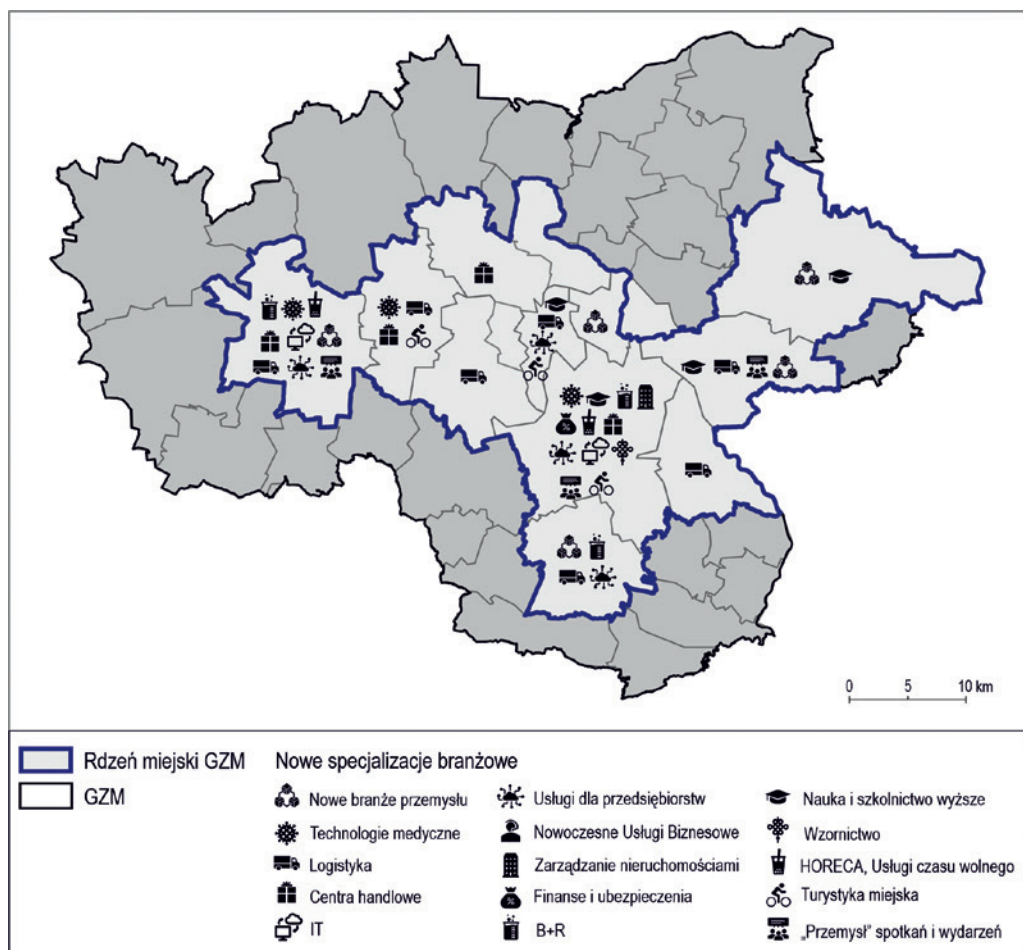 0 5 10 km
Rdzeń miejski GZM
GZM
Nowe specjalizacje branżowe
Nowe branże przemysłu
Technologie medyczne
Logistyka
Centra handlowe
IT
Usługi dla przedsiębiorstw
Nowoczesne Usługi Biznesowe
Zarządzanie nieruchomościami
Finanse i ubezpieczenia
B+R
Nauka i szkolnictwo wyższe
Wzornictwo
HORECA, Usługi czasu wolnego
Turystyka miejska
„Przemysł” spotkań i wydarzeń